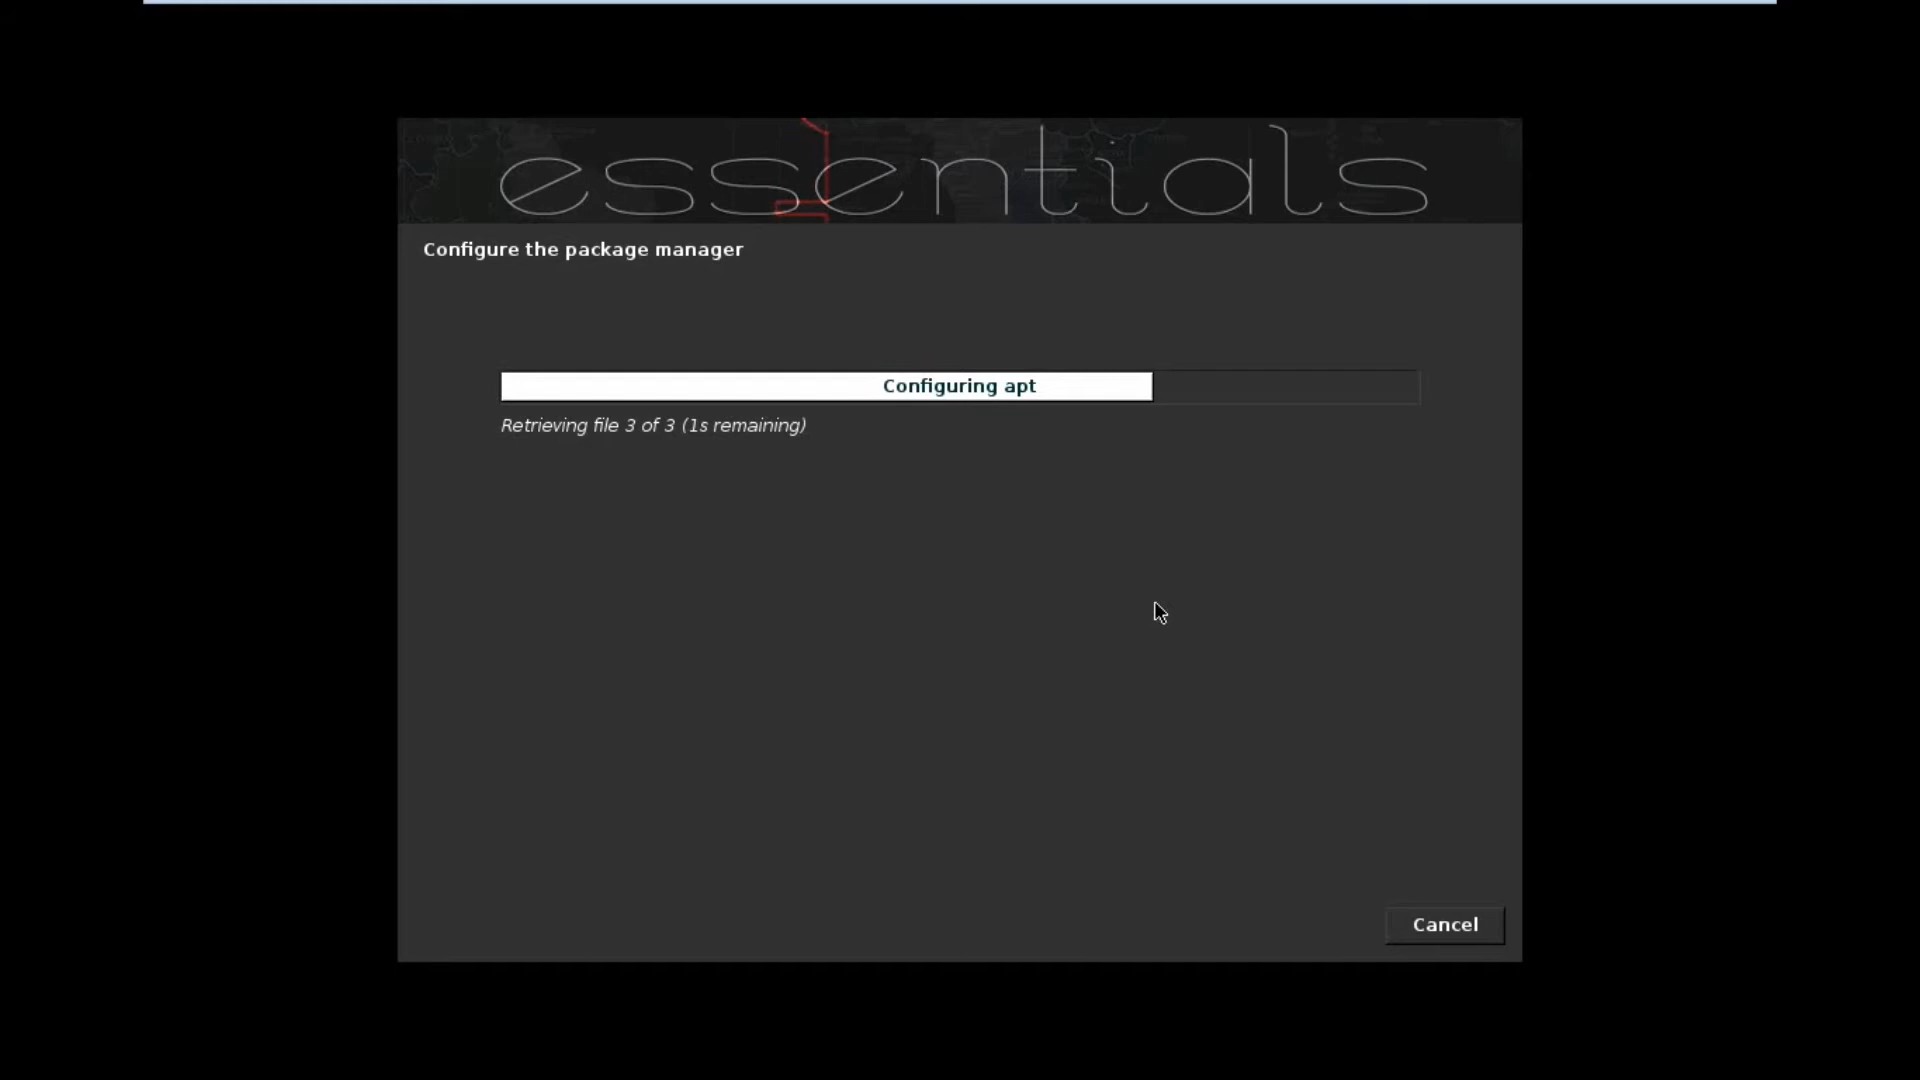 essentials
Configure the package manager
Configuring apt
Retrieving file 3 of 3 (1s remaining)
Cancel